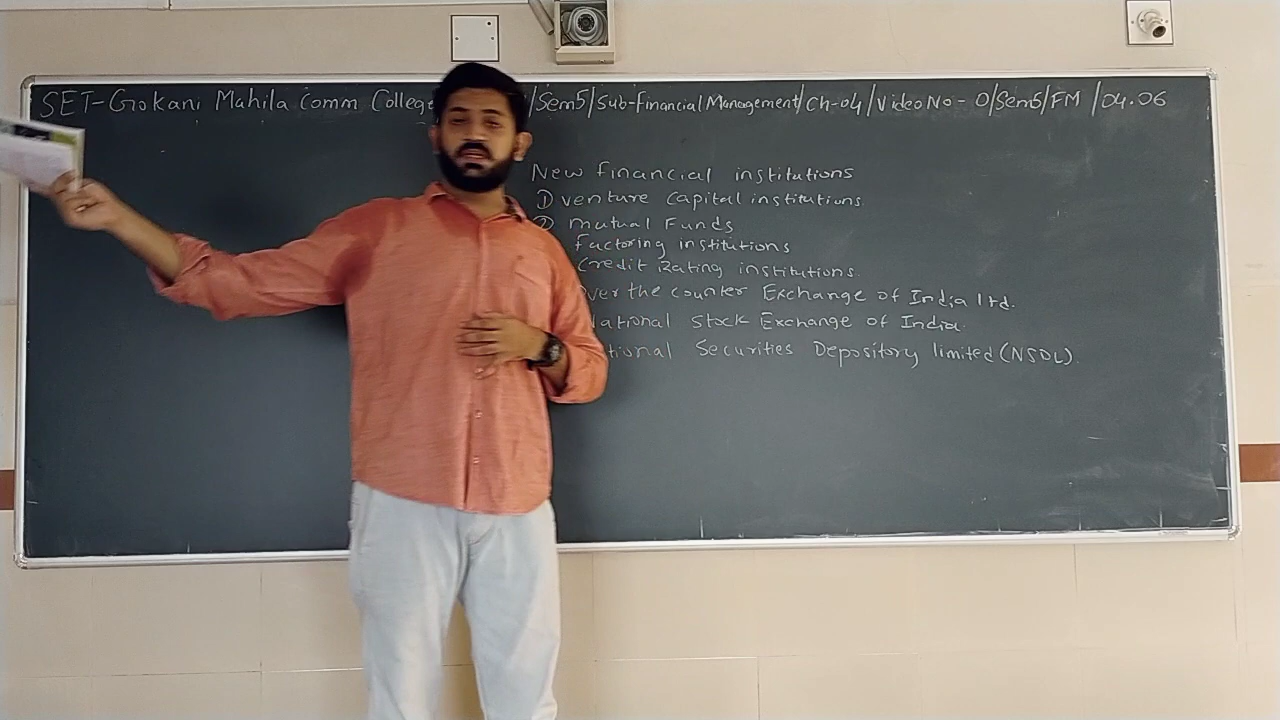 SET-Gokani Mahila Comm College /Sem5/Sub-Financial Management/Ch-04/Video No - 0/Sem5/FM /04.06
New financial institutions
① venture capital institutions
② mutual Funds
factoring institutions
credit Rating institutions.
ver the counter Exchange of India ltd.
ational stock Exchange of India.
tional Securities Depository limited (NSDL).